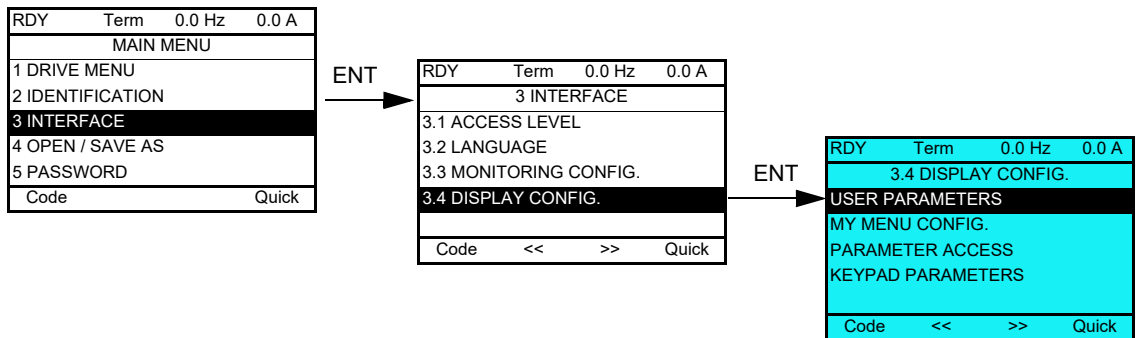 RDY Term 0.0 Hz 0.0 A
MAIN MENU
1 DRIVE MENU
2 IDENTIFICATION
3 INTERFACE
4 OPEN / SAVE AS
5 PASSWORD
Code Quick
ENT
RDY Term 0.0 Hz 0.0 A
3 INTERFACE
3.1 ACCESS LEVEL
3.2 LANGUAGE
3.3 MONITORING CONFIG.
3.4 DISPLAY CONFIG.
Code << >> Quick
ENT
RDY Term 0.0 Hz 0.0 A
3.4 DISPLAY CONFIG.
USER PARAMETERS
MY MENU CONFIG.
PARAMETER ACCESS
KEYPAD PARAMETERS
Code << >> Quick